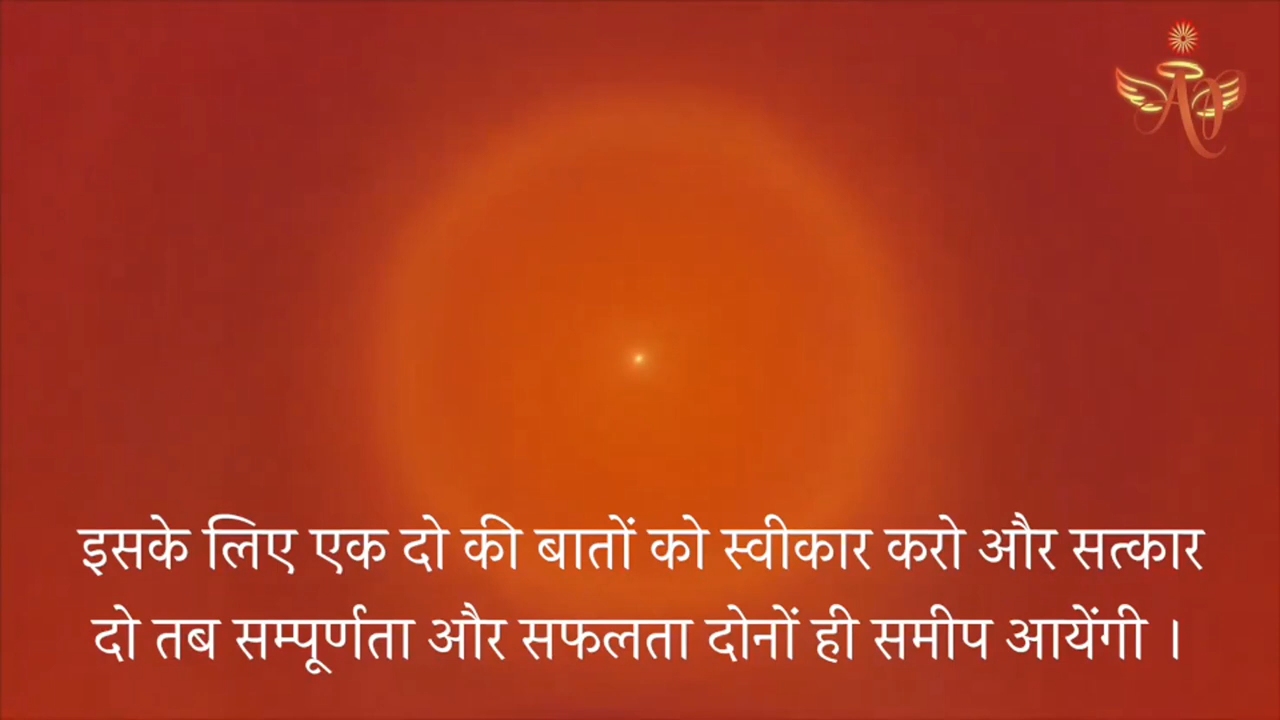 इसके लिए एक दो की बातों को स्वीकार करो और सत्कार
दो तब सम्पूर्णता और सफलता दोनों ही समीप आयेंगी ।